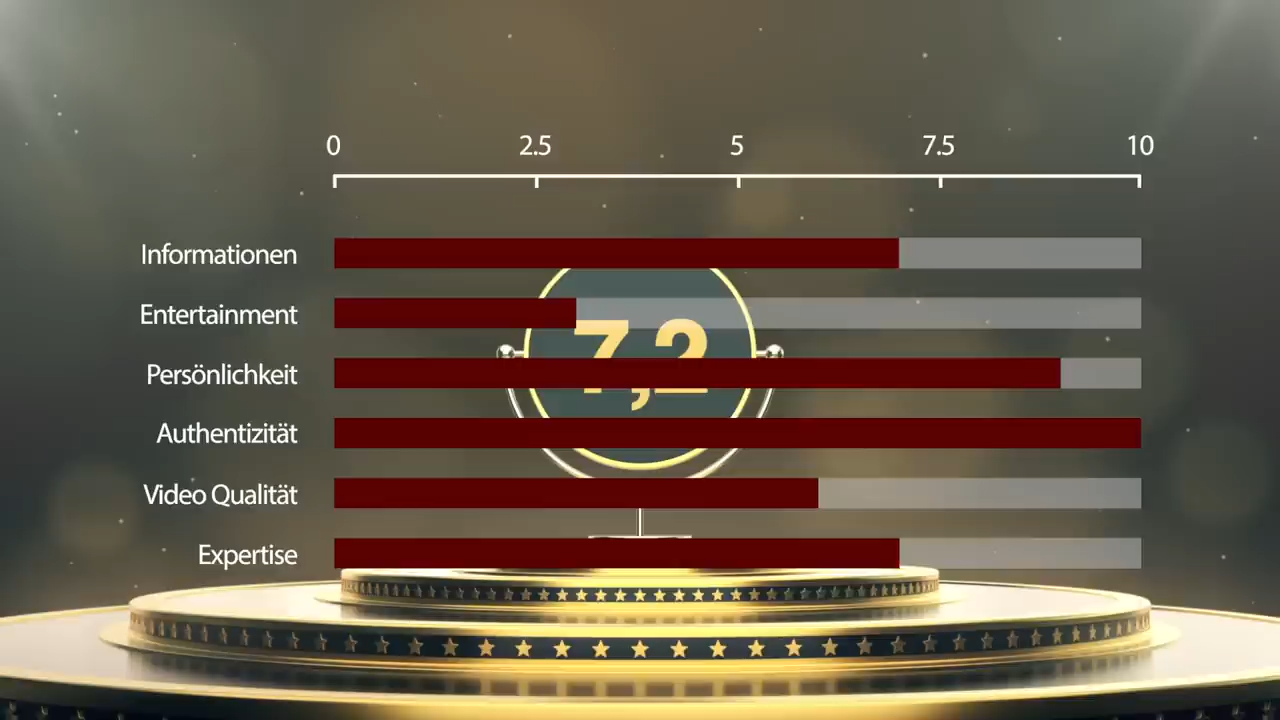 0 2.5 5 7.5 10
Informationen
Entertainment
7,2
Persönlichkeit
Authentizität
Video Qualität
Expertise